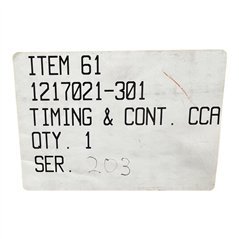 ITEM 61
1217021-301
TIMING & CONT. CCA
QTY. 1
SER. 203